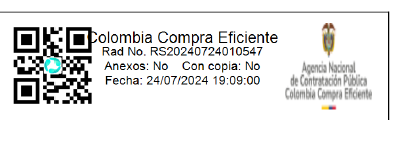 Colombia Compra Eficiente
Rad No. RS20240724010547
Anexos: No Con copia: No
Fecha: 24/07/2024 19:09:00
Agencia Nacional
de Contratación Pública
Colombia Compra Eficiente